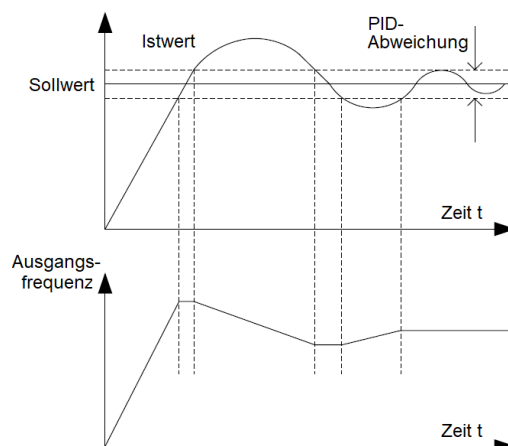 Istwert
PID-
Abweichung
Sollwert
Zeit t
Ausgangs-
frequenz
Zeit t